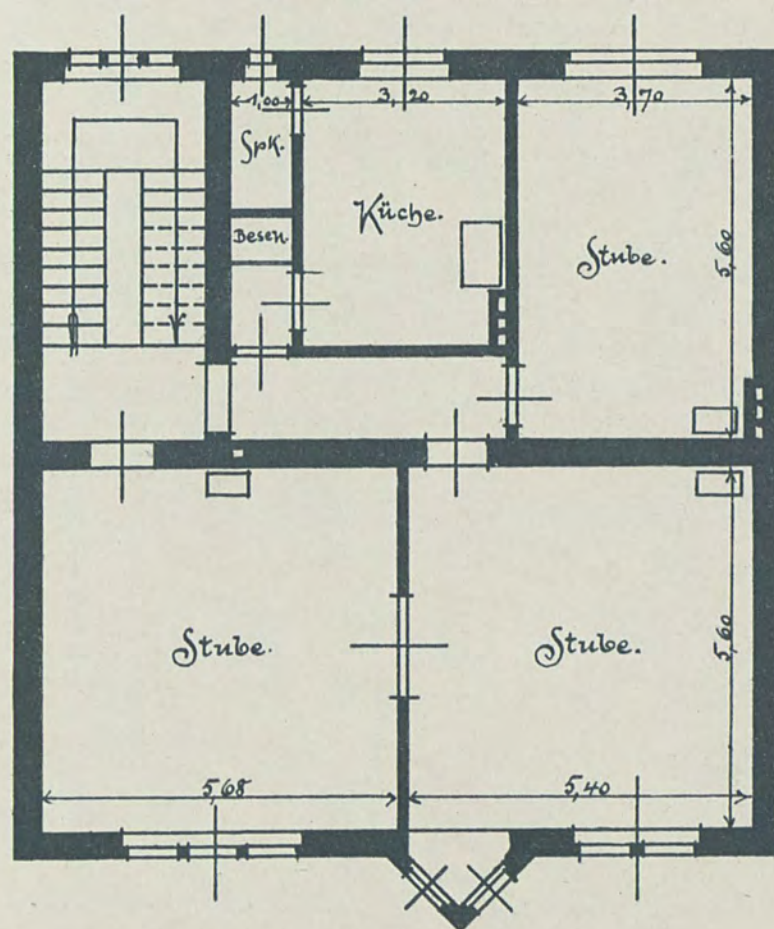 1,00
3,20
3,70
Spk.
Küche.
Besen.
Stube.
5,60
Stube.
Stube.
5,60
5,68
5,40